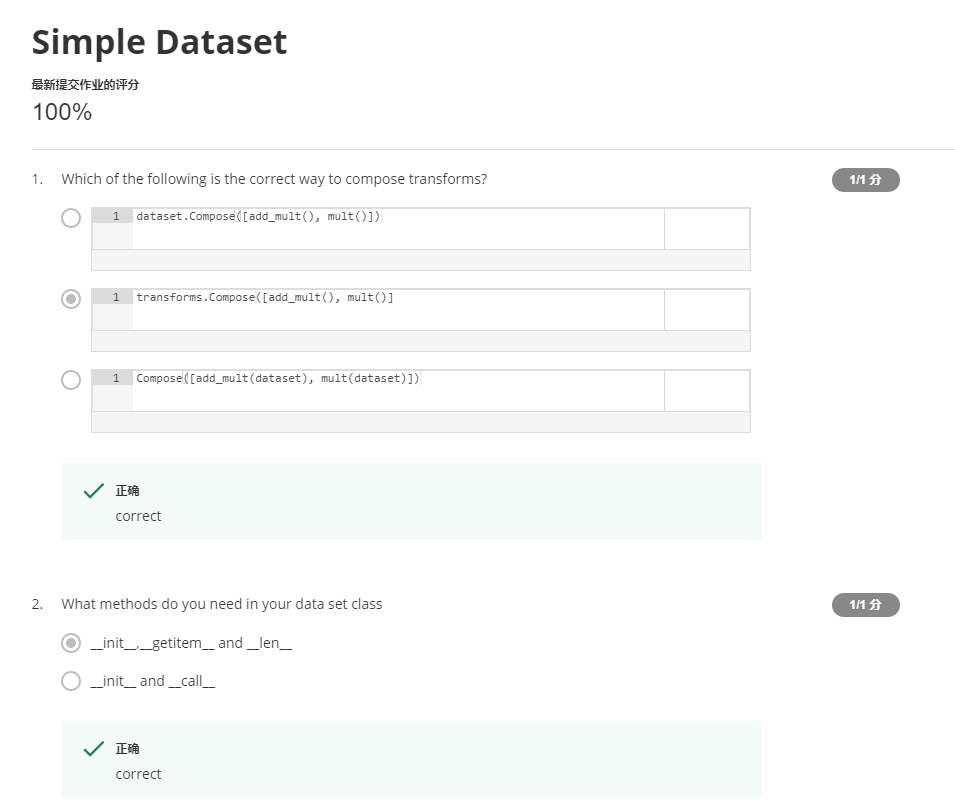 Simple Dataset
最新提交作业的评分
100%
1. Which of the following is the correct way to compose transforms?
1/1 分
1 dataset.Compose([add_mult(), mult()])
1 transforms.Compose([add_mult(), mult()]
1 Compose([add_mult(dataset), mult(dataset)])
正确
correct
2. What methods do you need in your data set class
1/1 分
__init__,__getitem__ and __len__
__init__ and __call__
正确
correct